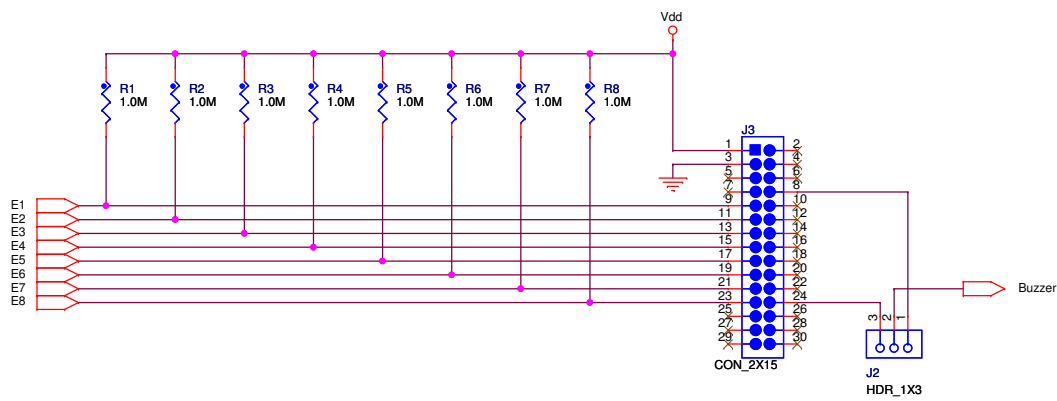 Vdd
R1 R2 R3 R4 R5 R6 R7 R8
1.0M 1.0M 1.0M 1.0M 1.0M 1.0M 1.0M 1.0M
J3
1 2
3 4
5 6
7 8
E1 9 10
E2 11 12
E3 13 14
E4 15 16
E5 17 18
E6 19 20
E7 21 22
E8 23 24
Buzzer
25 26
27 28
29 30
3 2 1
CON_2X15
J2
HDR_1X3